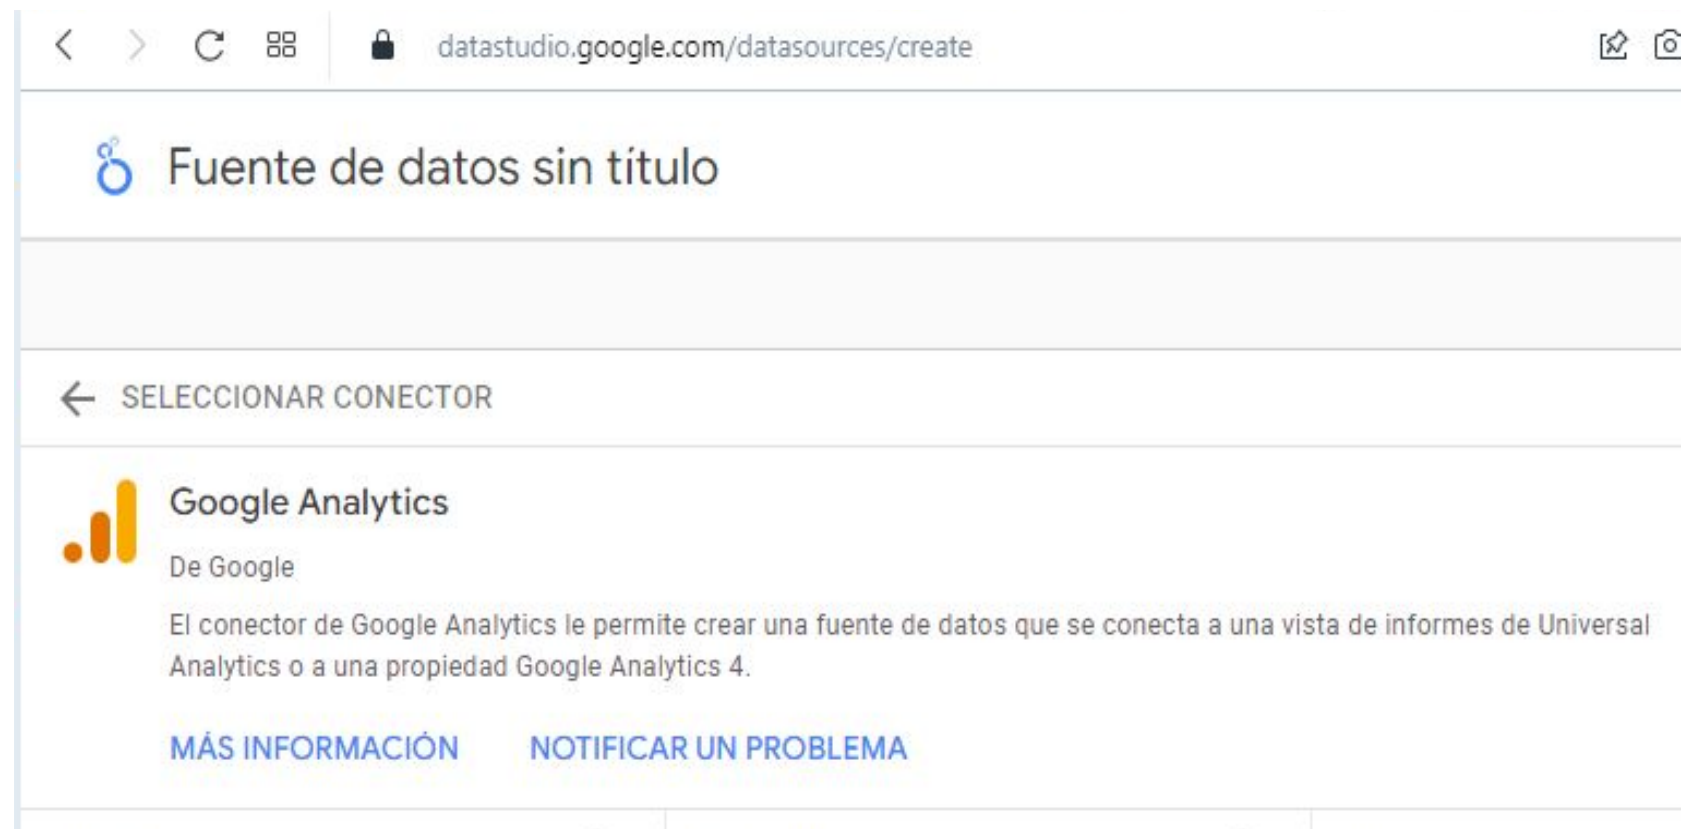 datastudio.google.com/datasources/create
Fuente de datos sin título
SELECCIONAR CONECTOR
Google Analytics
De Google
El conector de Google Analytics le permite crear una fuente de datos que se conecta a una vista de informes de Universal
Analytics o a una propiedad Google Analytics 4.
MÁS INFORMACIÓN NOTIFICAR UN PROBLEMA